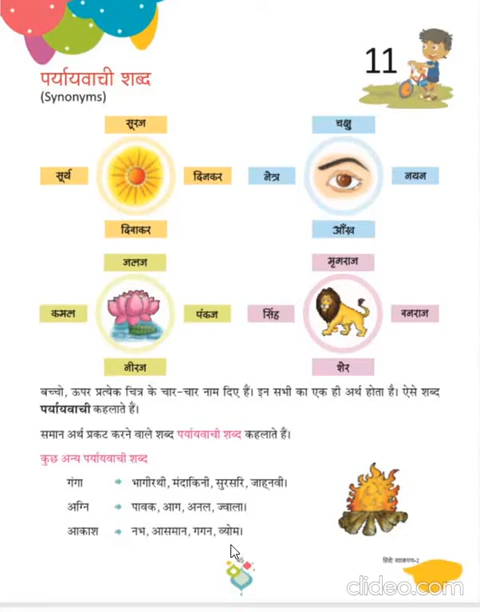 11
पर्यायवाची शब्द
(Synonyms)
सूरज
सूर्य
दिनकर
दिवाकर
चक्षु
नेत्र
नयन
आँख
जलज
कमल
पंकज
नीरज
मृगराज
सिंह
वनराज
शेर
बच्चो, ऊपर प्रत्येक चित्र के चार-चार नाम दिए हैं। इन सभी का एक ही अर्थ होता है। ऐसे शब्द
पर्यायवाची कहलाते हैं।
समान अर्थ प्रकट करने वाले शब्द पर्यायवाची शब्द कहलाते हैं।
कुछ अन्य पर्यायवाची शब्द
गंगा → भागीरथी, मंदाकिनी, सुरसरि, जाह्नवी।
अग्नि → पावक, आग, अनल, ज्वाला।
आकाश → नभ, आसमान, गगन, व्योम।
हिंदी व्याकरण-2
clideo.com